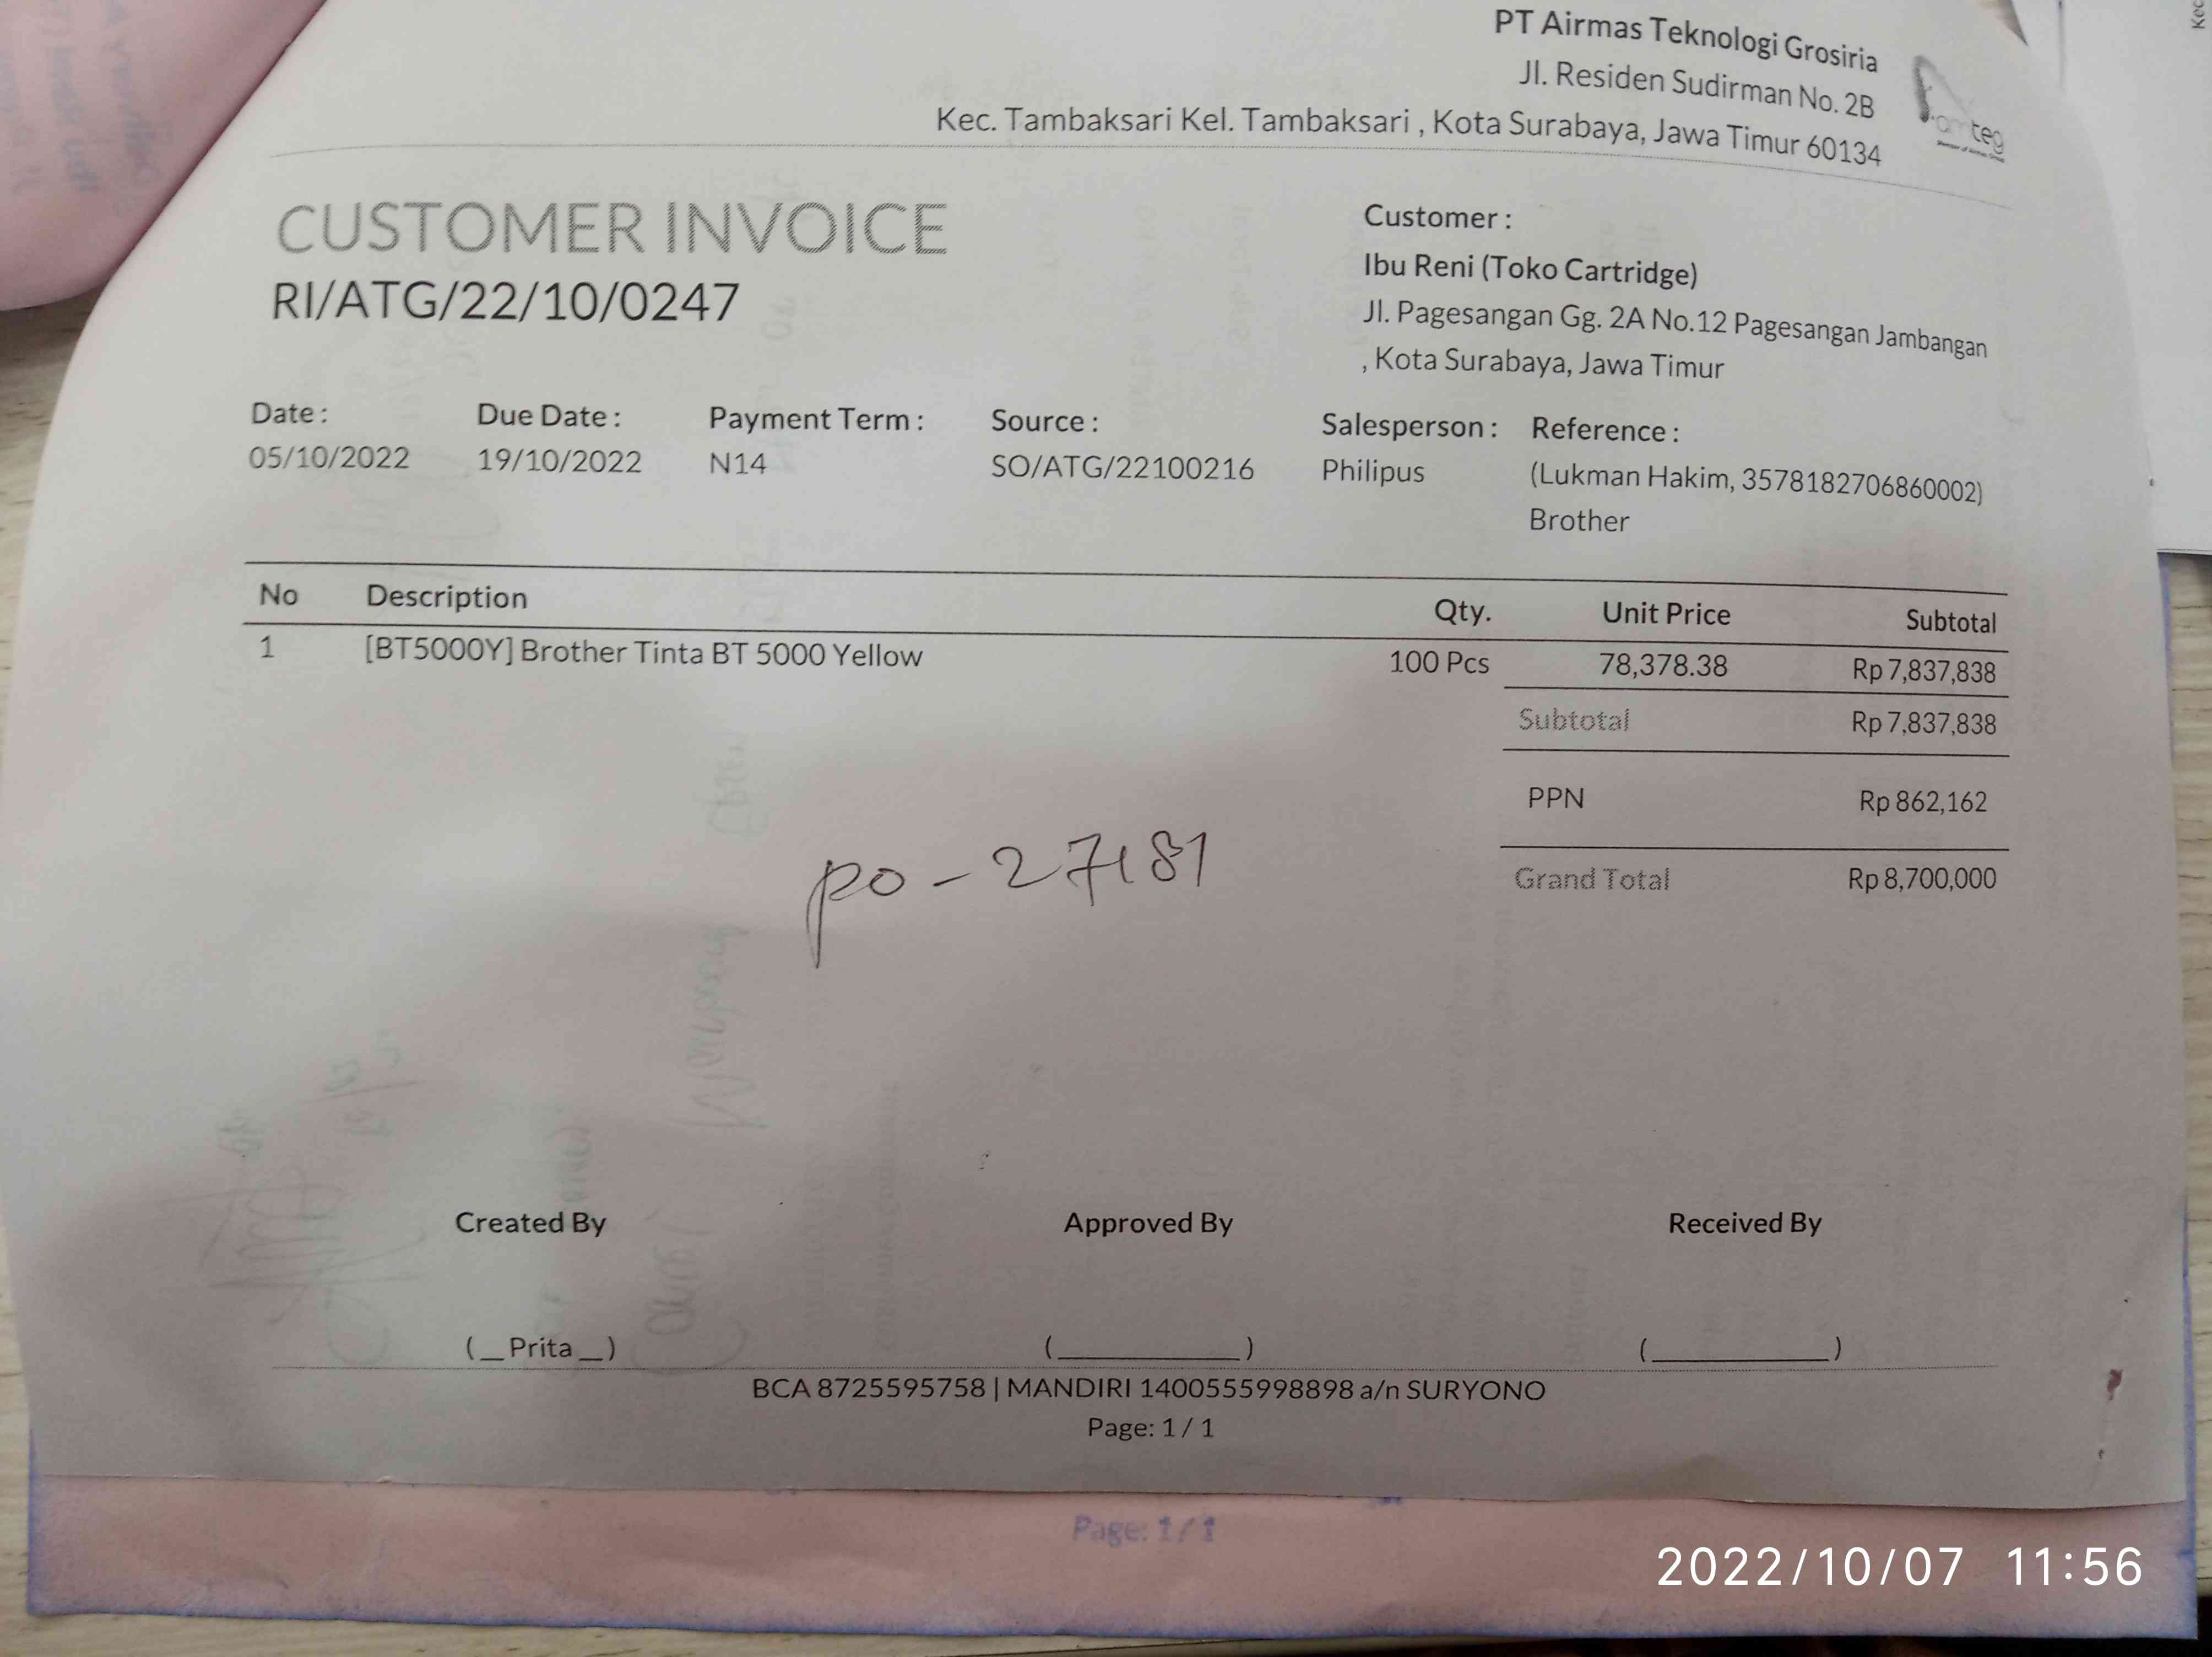 PT Airmas Teknologi Grosiria
Jl. Residen Sudirman No. 2B
Kec. Tambaksari Kel. Tambaksari , Kota Surabaya, Jawa Timur 60134
amteg
CUSTOMER INVOICE
RI/ATG/22/10/0247
Customer :
Ibu Reni (Toko Cartridge)
Jl. Pagesangan Gg. 2A No.12 Pagesangan Jambangan
, Kota Surabaya, Jawa Timur
Date : Due Date : Payment Term : Source : Salesperson : Reference :
05/10/2022 19/10/2022 N14 SO/ATG/22100216 Philipus (Lukman Hakim, 3578182706860002)
Brother
No Description Qty. Unit Price Subtotal
1 [BT5000Y] Brother Tinta BT 5000 Yellow 100 Pcs 78,378.38 Rp 7,837,838
Subtotal Rp 7,837,838
PPN Rp 862,162
Grand Total Rp 8,700,000
po - 27181
Created By Approved By Received By
( _ Prita _ ) (__________) (__________)
BCA 8725595758 | MANDIRI 1400555998898 a/n SURYONO
Page: 1 / 1
Page: 1 / 1
2022/10/07 11:56